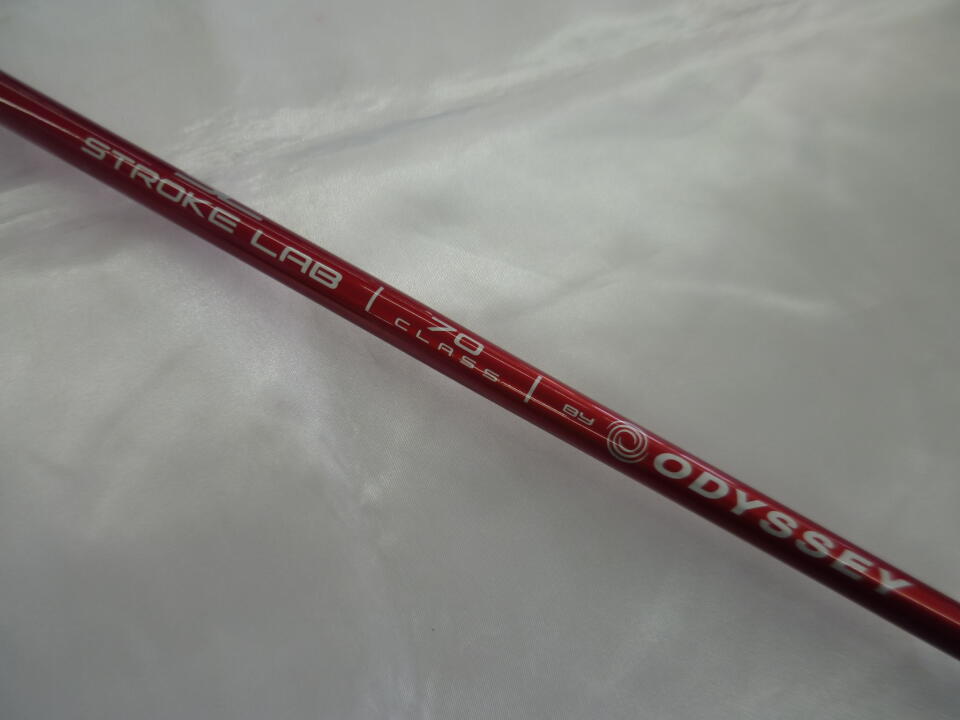 STROKE LAB
70
CLASS
BY ODYSSEY